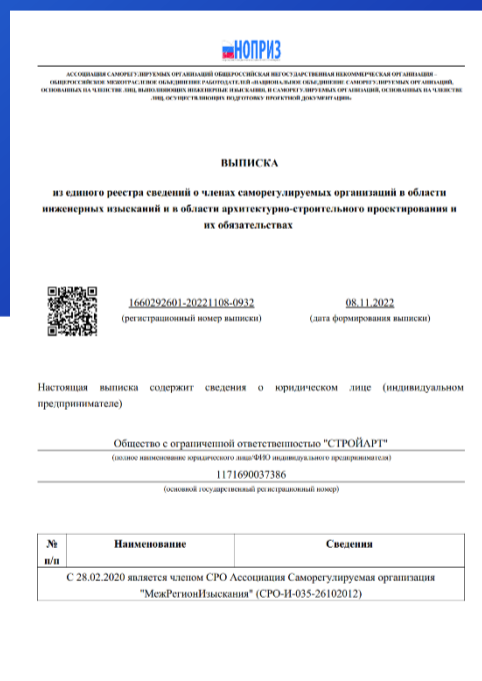 НОПРИЗ
АССОЦИАЦИЯ САМОРЕГУЛИРУЕМЫХ ОРГАНИЗАЦИЙ ОБЩЕРОССИЙСКАЯ НЕГОСУДАРСТВЕННАЯ НЕКОММЕРЧЕСКАЯ ОРГАНИЗАЦИЯ –
ОБЩЕРОССИЙСКОЕ МЕЖОТРАСЛЕВОЕ ОБЪЕДИНЕНИЕ РАБОТОДАТЕЛЕЙ «НАЦИОНАЛЬНОЕ ОБЪЕДИНЕНИЕ САМОРЕГУЛИРУЕМЫХ ОРГАНИЗАЦИЙ,
ОСНОВАННЫХ НА ЧЛЕНСТВЕ ЛИЦ, ВЫПОЛНЯЮЩИХ ИНЖЕНЕРНЫЕ ИЗЫСКАНИЯ, И САМОРЕГУЛИРУЕМЫХ ОРГАНИЗАЦИЙ, ОСНОВАННЫХ НА ЧЛЕНСТВЕ
ЛИЦ, ОСУЩЕСТВЛЯЮЩИХ ПОДГОТОВКУ ПРОЕКТНОЙ ДОКУМЕНТАЦИИ»
ВЫПИСКА
из единого реестра сведений о членах саморегулируемых организаций в области
инженерных изысканий и в области архитектурно-строительного проектирования и
их обязательствах
1660292601-20221108-0932 08.11.2022
(регистрационный номер выписки) (дата формирования выписки)
Настоящая выписка содержит сведения о юридическом лице (индивидуальном
предпринимателе)
Общество с ограниченной ответственностью "СТРОЙАРТ"
(полное наименование юридического лица/ФИО индивидуального предпринимателя)
1171690037386
(основной государственный регистрационный номер)
№ Наименование Сведения
п/п
С 28.02.2020 является членом СРО Ассоциация Саморегулируемая организация
"МежРегионИзыскания" (СРО-И-035-26102012)